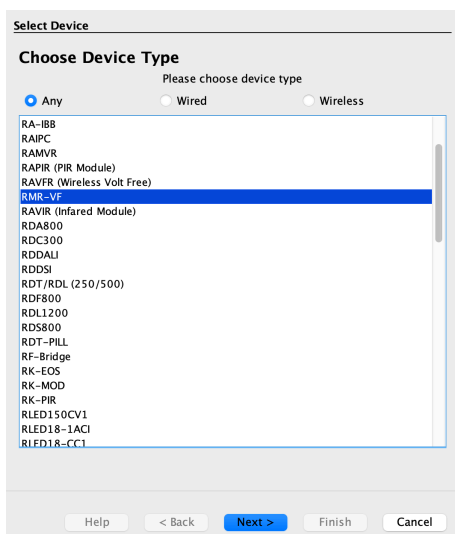 Select Device
Choose Device Type
Please choose device type
Any Wired Wireless
RA-IBB
RAIPC
RAMVR
RAPIR (PIR Module)
RAVFR (Wireless Volt Free)
RMR-VF
RAVIR (Infared Module)
RDA800
RDC300
RDDALI
RDDSI
RDT/RDL (250/500)
RDF800
RDL1200
RDS800
RDT-PILL
RF-Bridge
RK-EOS
RK-MOD
RK-PIR
RLED150CV1
RLED18-1ACI
RLED18-CC1
Help < Back Next > Finish Cancel